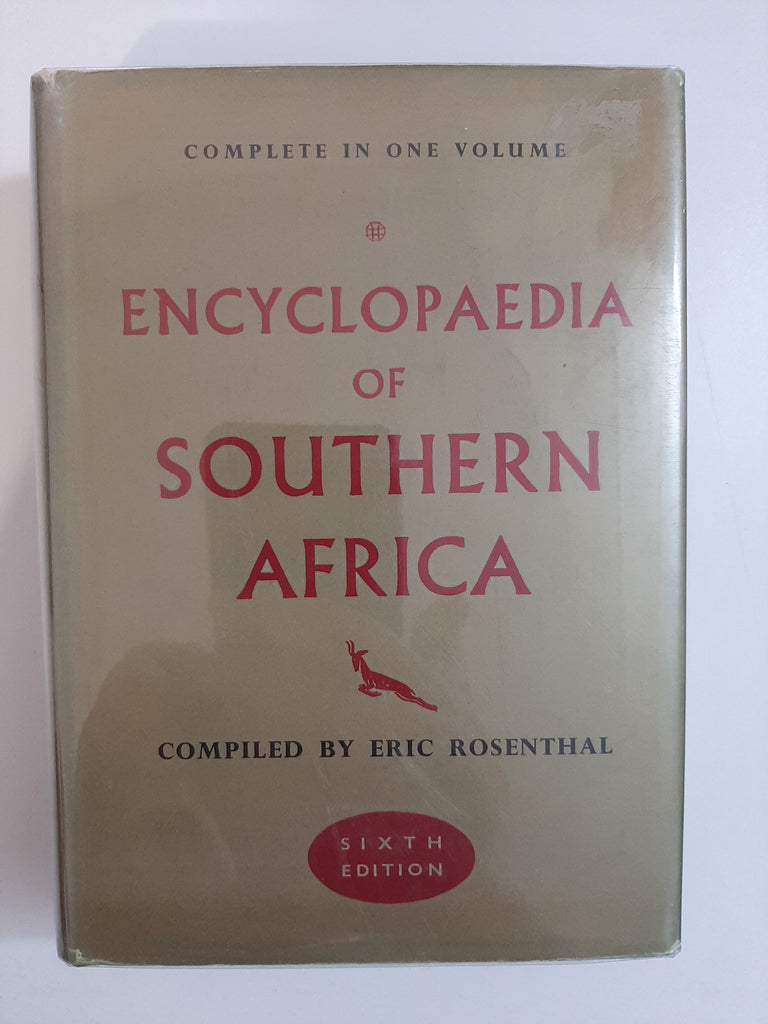 COMPLETE IN ONE VOLUME
ENCYCLOPAEDIA
OF
SOUTHERN
AFRICA
COMPILED BY ERIC ROSENTHAL
SIXTH
EDITION